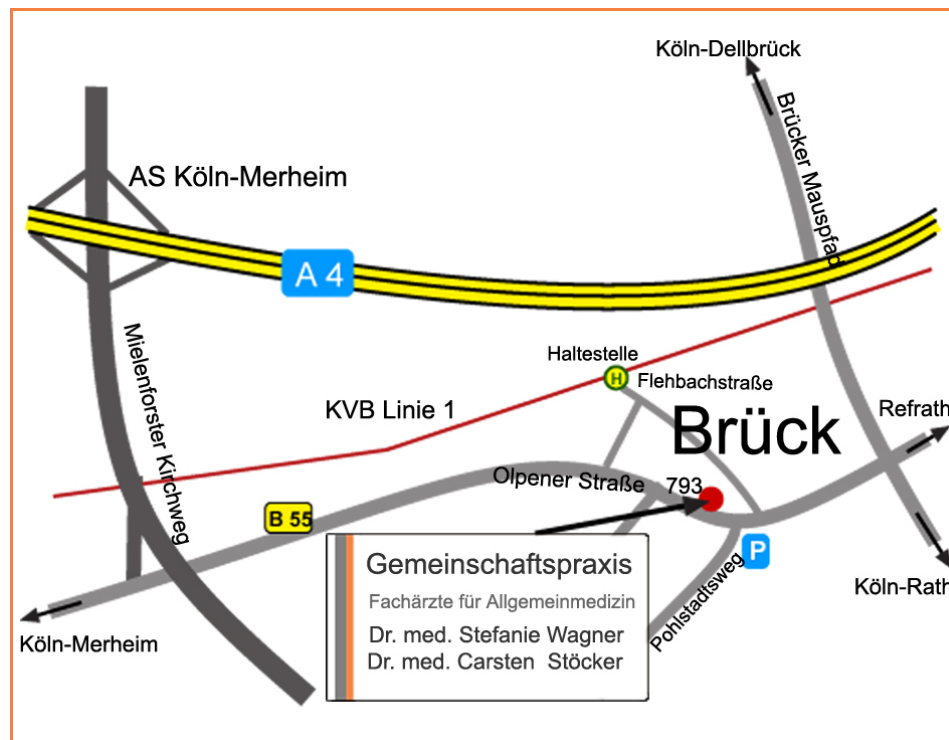 Köln-Dellbrück
Brücker Mauspfad
AS Köln-Merheim
A 4
Mielenforster Kirchweg
Haltestelle
H
Flehbachstraße
KVB Linie 1
Brück
Refrath
Olpener Straße
793
B 55
P
Pohlstadtsweg
Köln-Rath
Köln-Merheim
Gemeinschaftspraxis
Fachärzte für Allgemeinmedizin
Dr. med. Stefanie Wagner
Dr. med. Carsten Stöcker